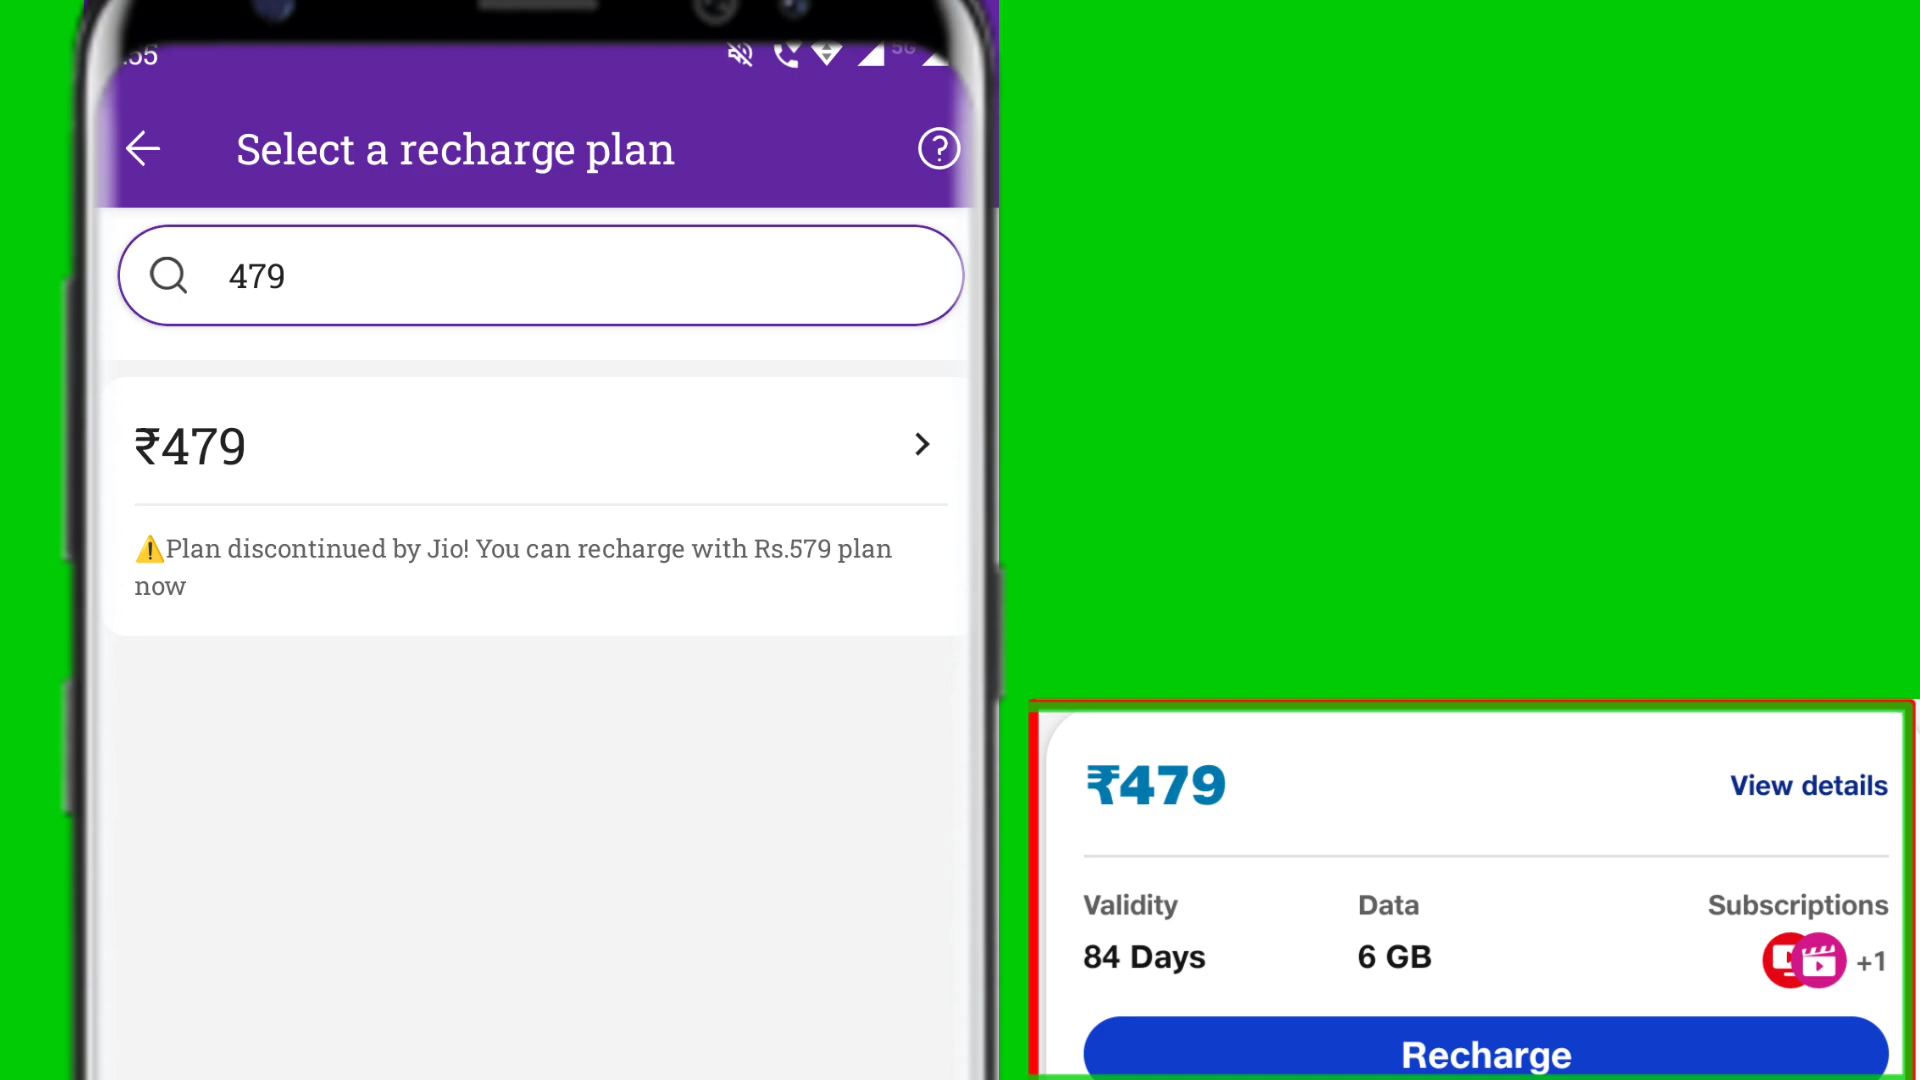 :55
5G
Select a recharge plan
479
₹479
⚠️Plan discontinued by Jio! You can recharge with Rs.579 plan
now
₹479
View details
Validity
Data
Subscriptions
84 Days
6 GB
+1
Recharge